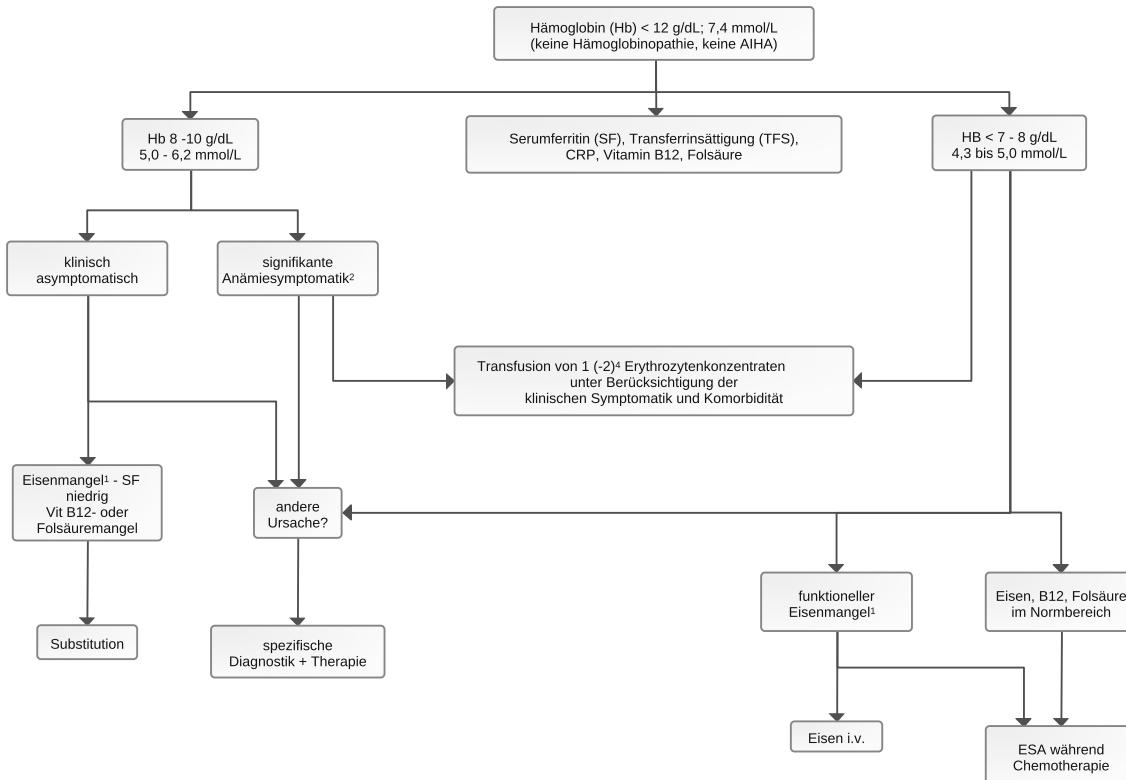 Hämoglobin (Hb) < 12 g/dL; 7,4 mmol/L
(keine Hämoglobinopathie, keine AIHA)
Hb 8 -10 g/dL
5,0 - 6,2 mmol/L
Serumferritin (SF), Transferrinsättigung (TFS),
CRP, Vitamin B12, Folsäure
HB < 7 - 8 g/dL
4,3 bis 5,0 mmol/L
klinisch
asymptomatisch
signifikante
Anämiesymptomatik²
Transfusion von 1 (-2)⁴ Erythrozytenkonzentraten
unter Berücksichtigung der
klinischen Symptomatik und Komorbidität
Eisenmangel¹ - SF
niedrig
Vit B12- oder
Folsäuremangel
andere
Ursache?
funktioneller
Eisenmangel¹
Eisen, B12, Folsäure
im Normbereich
Substitution
spezifische
Diagnostik + Therapie
Eisen i.v.
ESA während
Chemotherapie